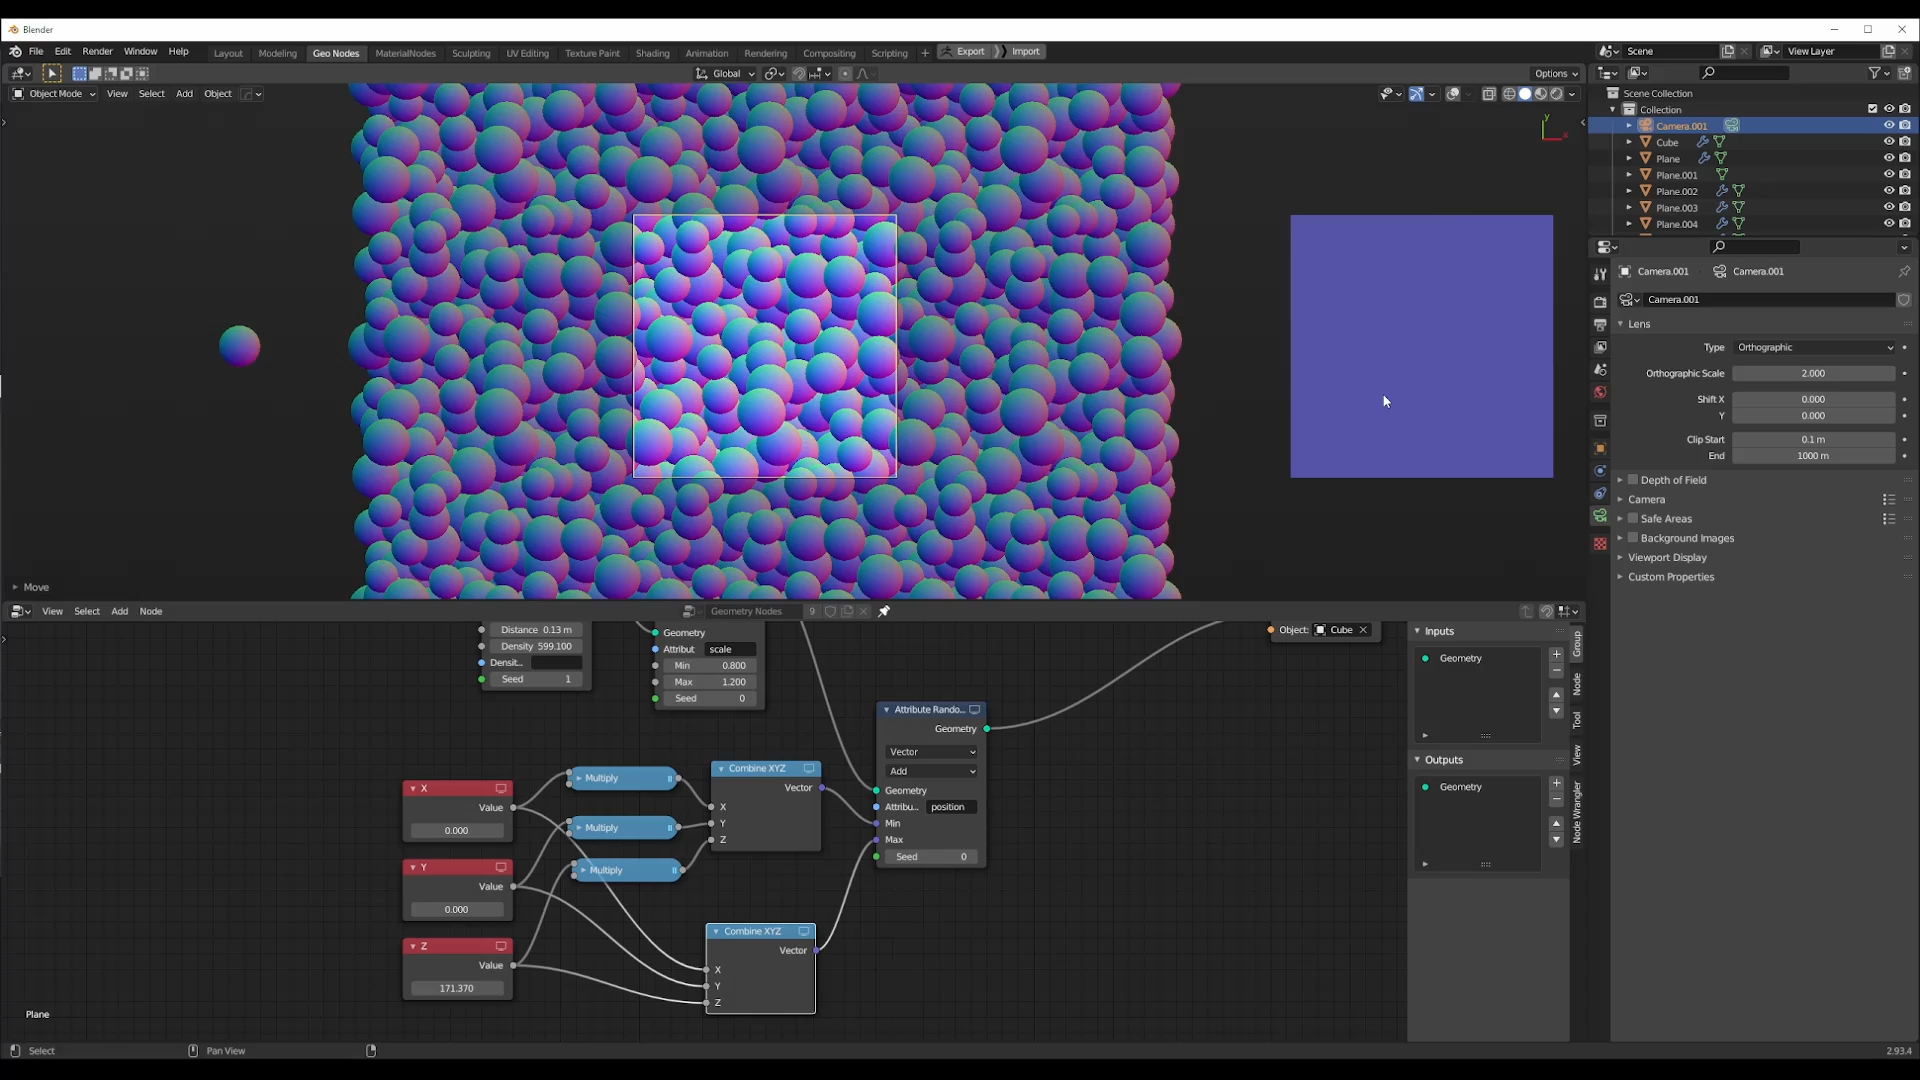 Blender
File Edit Render Window Help
Layout Modeling Geo Nodes MaterialNodes Sculpting UV Editing Texture Paint Shading Animation Rendering Compositing Scripting + Export Import
Scene
View Layer
Global
Options
Object Mode View Select Add Object
Scene Collection
Collection
Camera.001
Cube
Plane
Plane.001
Plane.002
Plane.003
Plane.004
y
Camera.001 Camera.001
Camera.001
Lens
Type Orthographic
Orthographic Scale 2.000
Shift X 0.000
Y 0.000
Clip Start 0.1 m
End 1000 m
Depth of Field
Camera
Safe Areas
Background Images
Viewport Display
Custom Properties
Move
View Select Add Node
Geometry Nodes 9
Distance 0.13 m
Density 599.100
Densit..
Seed 1
Geometry
Attribut scale
Min 0.800
Max 1.200
Seed 0
Object: Cube
Attribute Rando...
Geometry
Vector
Add
Geometry
Attribu... position
Min
Max
Seed 0
X
Value
0.000
Y
Value
0.000
Z
Value
171.370
Multiply
Multiply
Multiply
Combine XYZ
Vector
X
Y
Z
Combine XYZ
Vector
X
Y
Z
Inputs
Geometry
Outputs
Geometry
Group
Node
Tool
View
Node Wrangler
Plane
Select
Pan View
2.93.4